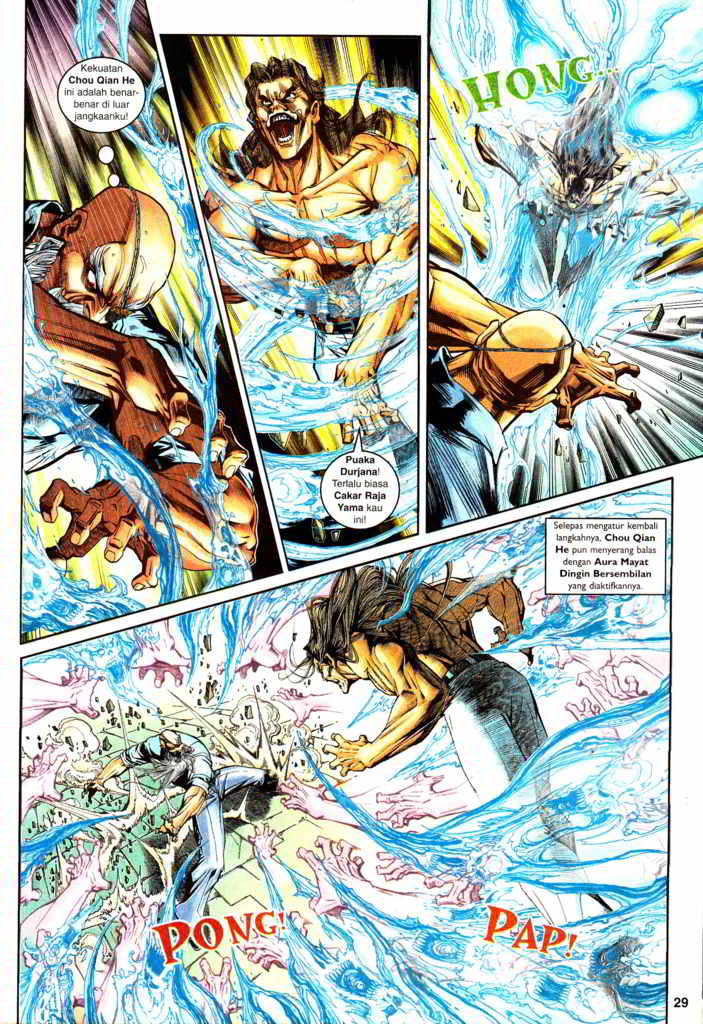 Kekuatan
Chou Qian He
ini adalah benar-
benar di luar
jangkaanku!
Puaka
Durjana!
Terlalu biasa
Cakar Raja
Yama kau
ini!
HONG...
Selepas mengatur kembali
langkahnya, Chou Qian
He pun menyerang balas
dengan Aura Mayat
Dingin Bersembilan
yang diaktifkannya.
PONG!
PAP!
29